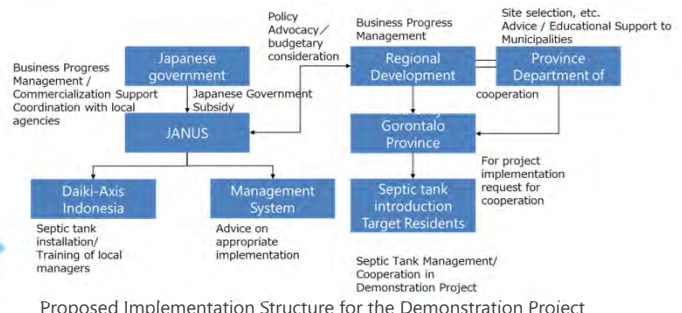 Policy
Advocacy／
budgetary
consideration
Business Progress
Management
Site selection, etc.
Advice / Educational Support to
Municipalities
Business Progress
Management /
Commercialization Support
Coordination with local
agencies
Japanese
government
Regional
Development
Province
Department of
Japanese Government
Subsidy
cooperation
JANUS
Gorontalo
Province
For project
implementation
request for
cooperation
Daiki-Axis
Indonesia
Management
System
Septic tank
introduction
Target Residents
Septic tank
installation/
Training of local
managers
Advice on
appropriate
implementation
Septic Tank Management/
Cooperation in
Demonstration Project
Proposed Implementation Structure for the Demonstration Project